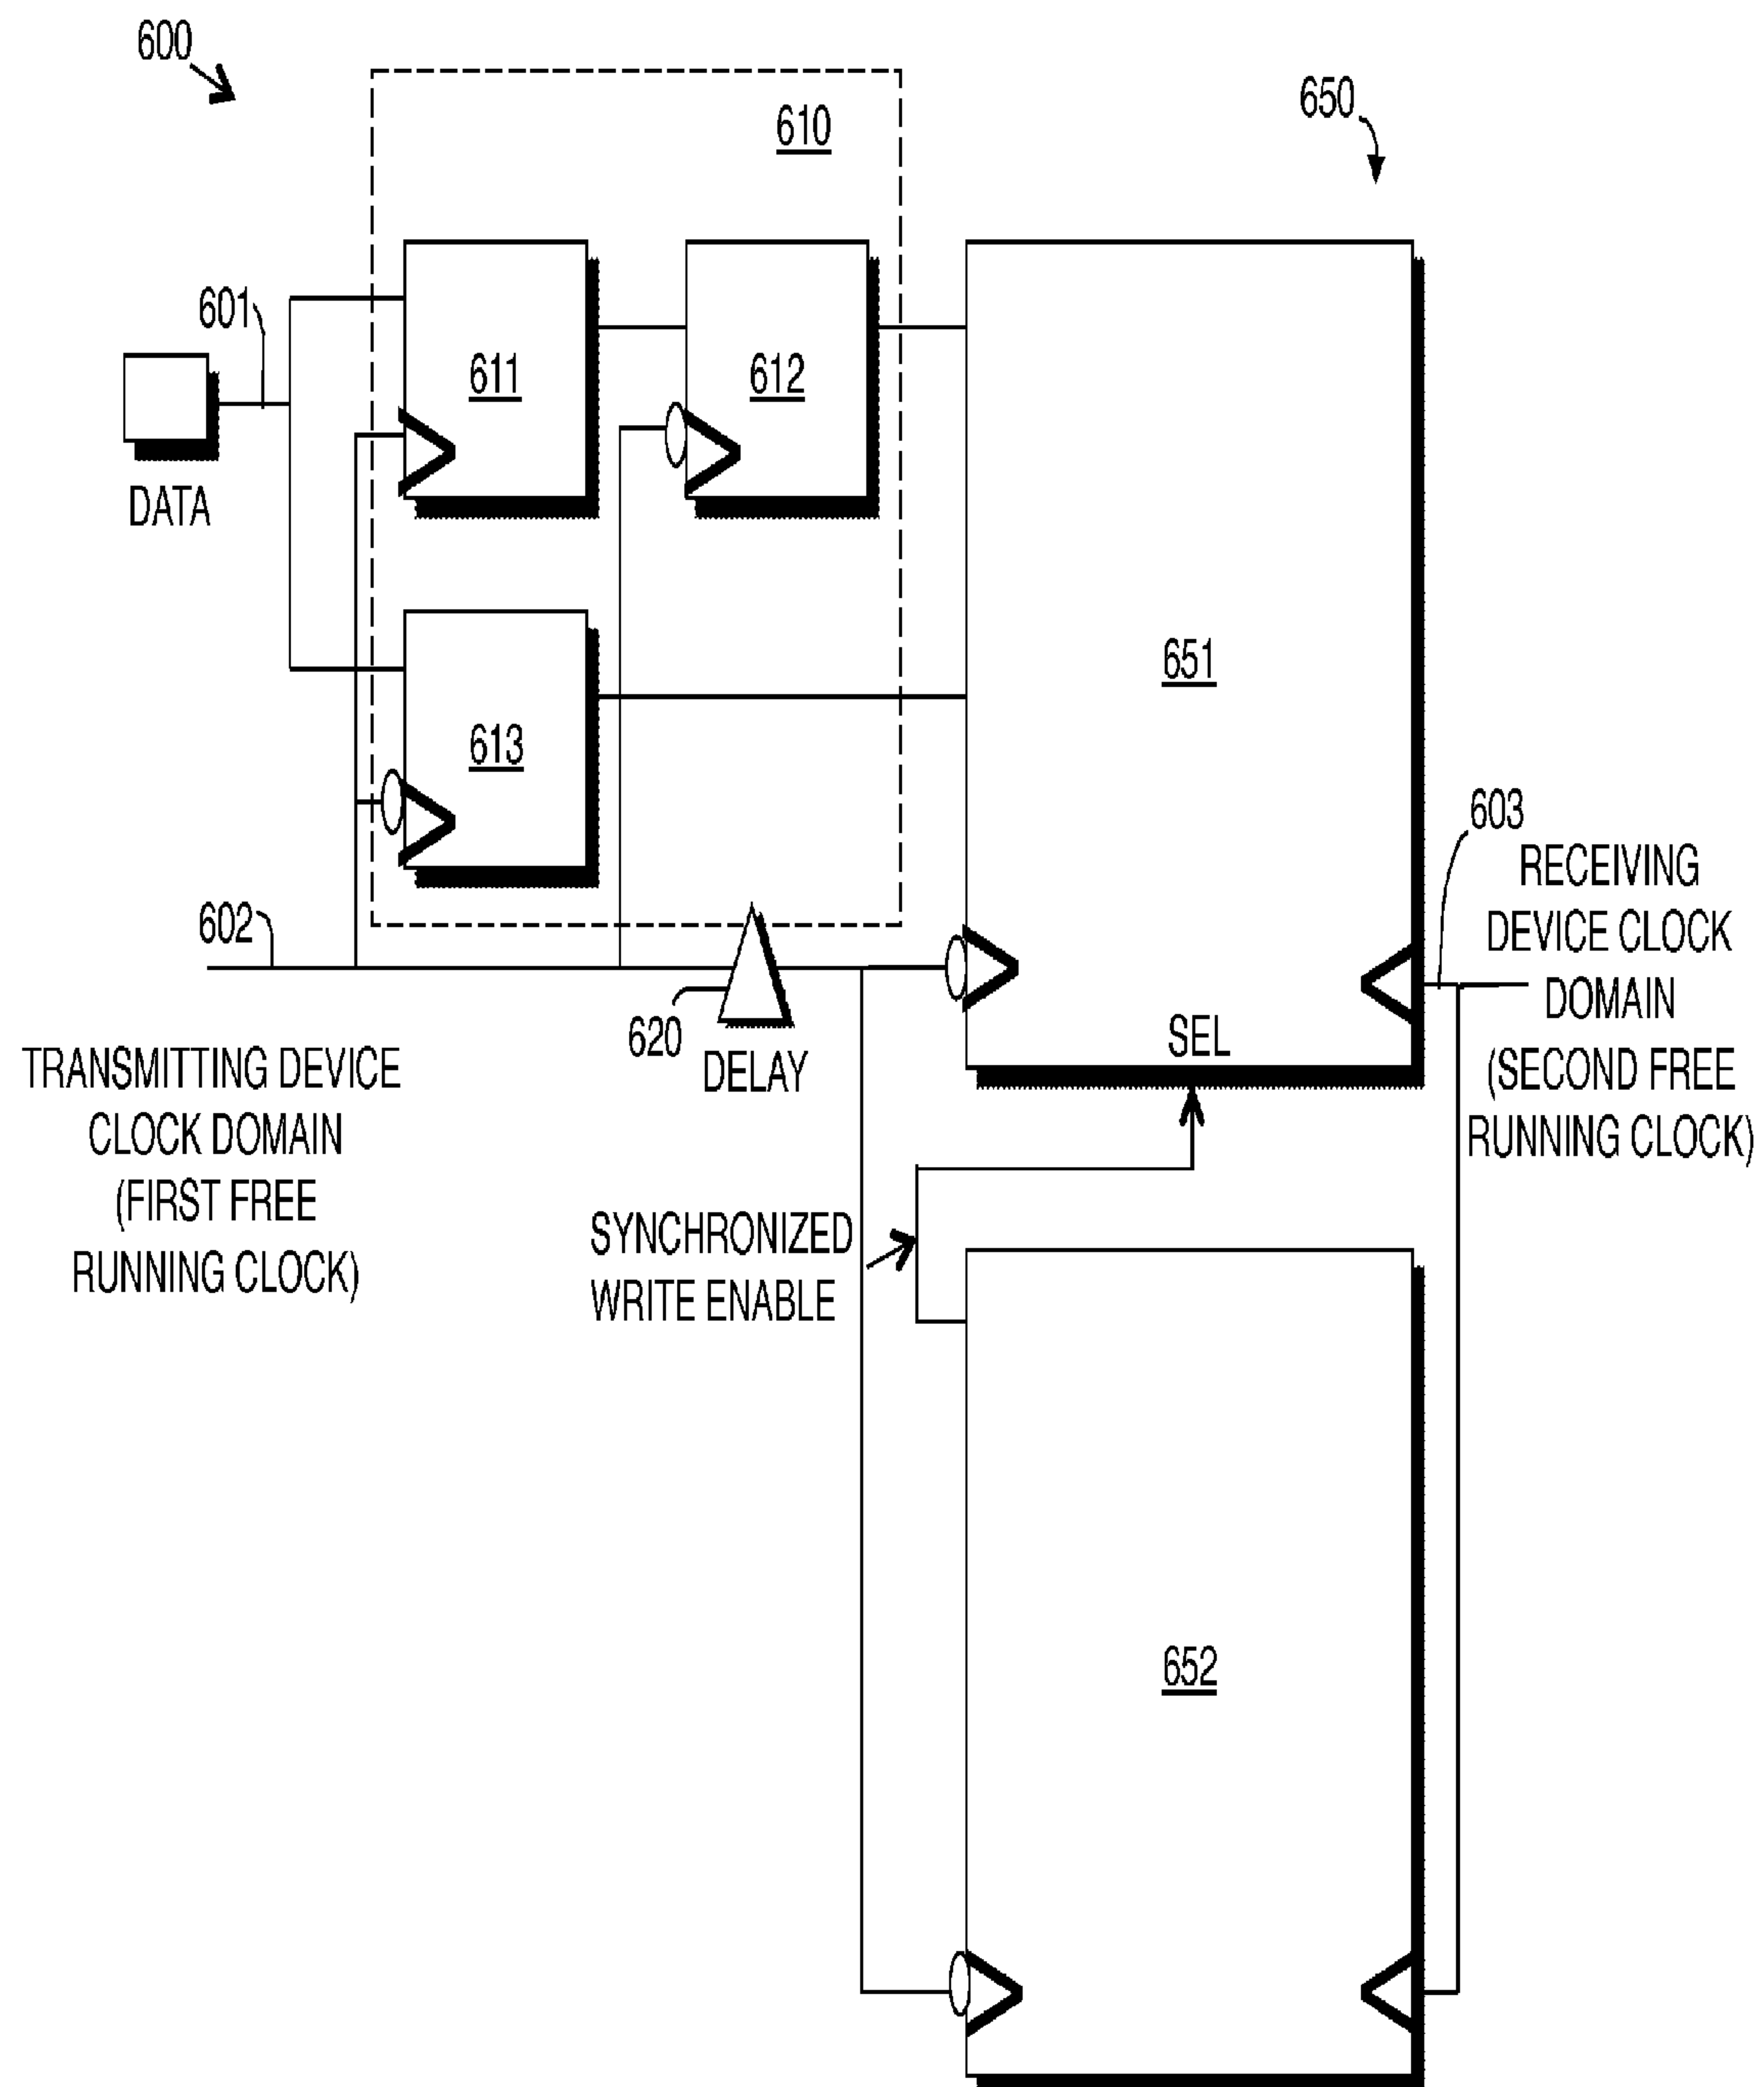 600
610
650
601
611
612
DATA
651
613
603
RECEIVING
DEVICE CLOCK
DOMAIN
(SECOND FREE
RUNNING CLOCK)
602
620
DELAY
SEL
TRANSMITTING DEVICE
CLOCK DOMAIN
(FIRST FREE
RUNNING CLOCK)
SYNCHRONIZED
WRITE ENABLE
652